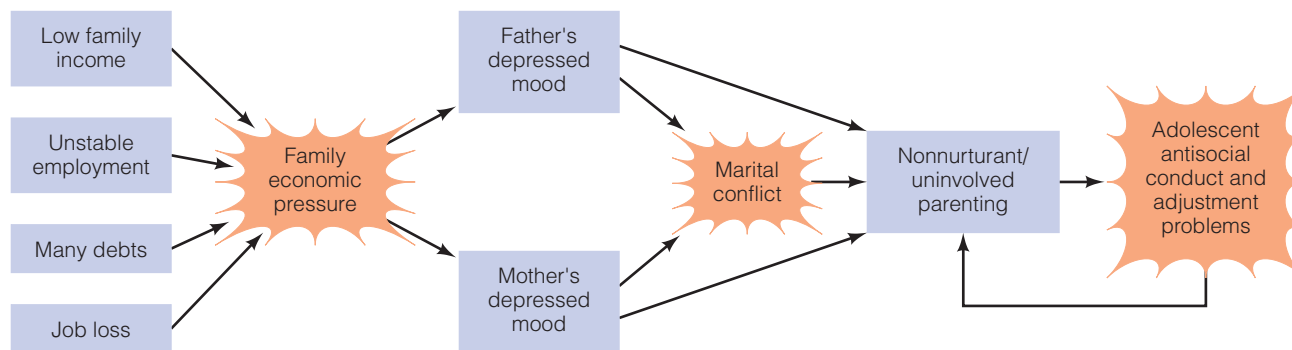 Low family
income
Unstable
employment
Many debts
Job loss
Family
economic
pressure
Father's
depressed
mood
Mother's
depressed
mood
Marital
conflict
Nonnurturant/
uninvolved
parenting
Adolescent
antisocial
conduct and
adjustment
problems